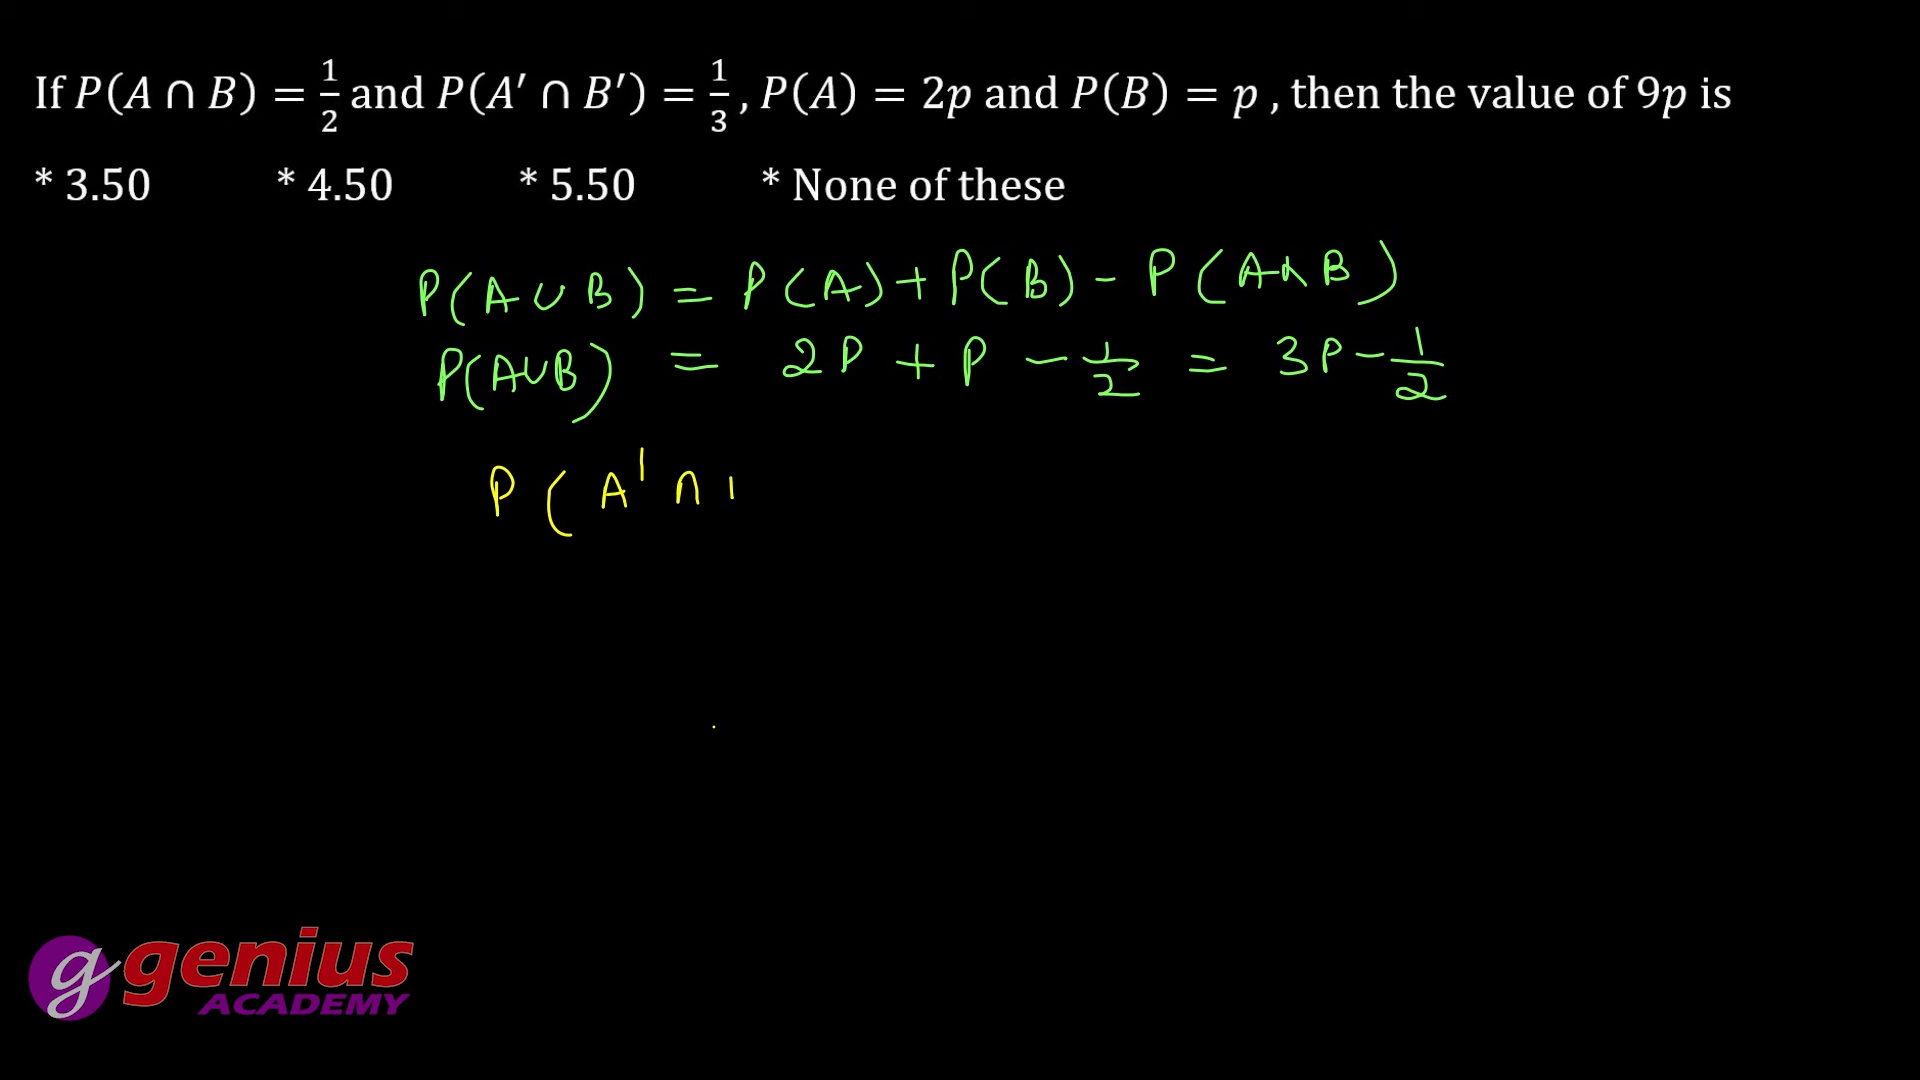 If P(A ∩ B) = 1/2 and P(A′ ∩ B′) = 1/3, P(A) = 2p and P(B) = p , then the value of 9p is
* 3.50 * 4.50 * 5.50 * None of these
P(A∪B) = P(A)+P(B)-P(A∩B)
P(A∪B) = 2P + P - 1/2 = 3P - 1/2
P ( A' ∩
g genius
ACADEMY